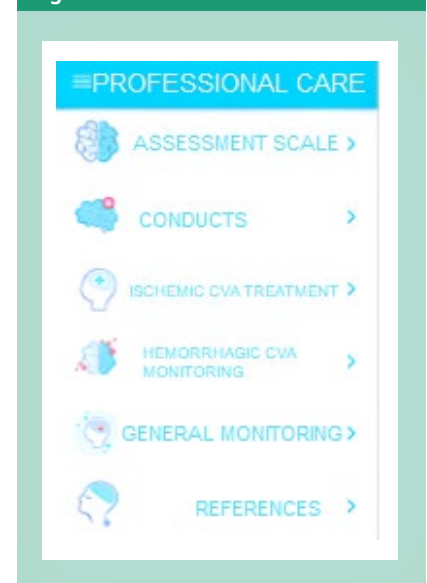 PROFESSIONAL CARE
ASSESSMENT SCALE >
CONDUCTS >
ISCHEMIC CVA TREATMENT >
HEMORRHAGIC CVA
MONITORING >
GENERAL MONITORING >
REFERENCES >